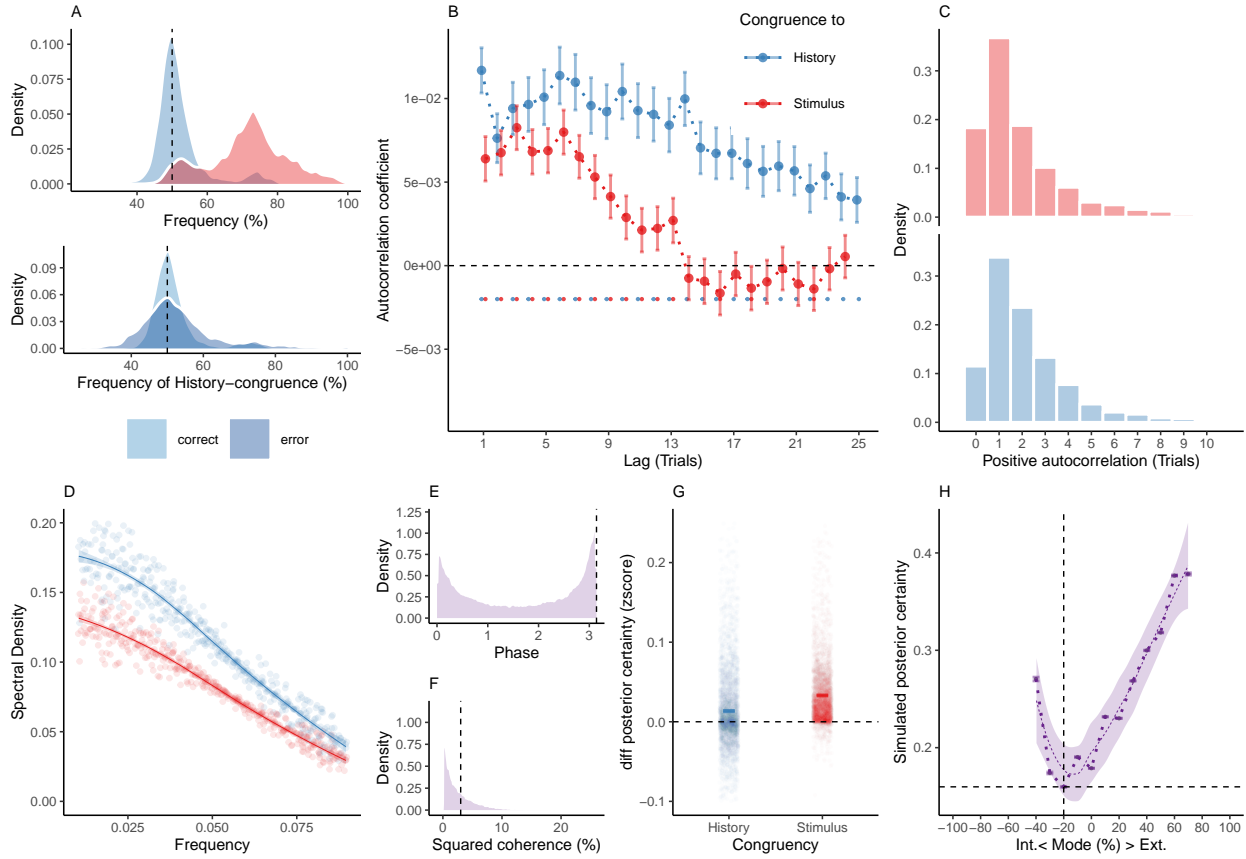 A
Density
0.100
0.075
0.050
0.025
0.000
40 60 80 100
Frequency (%)
Density
0.09
0.06
0.03
0.00
40 60 80 100
Frequency of History−congruence (%)
correct error
B
Congruence to
History
Stimulus
Autocorrelation coefficient
1e−02
5e−03
0e+00
−5e−03
1 5 9 13 17 21 25
Lag (Trials)
C
Density
0.3
0.2
0.1
0.0
0.3
0.2
0.1
0.0
0 1 2 3 4 5 6 7 8 9 10
Positive autocorrelation (Trials)
D
Spectral Density
0.20
0.15
0.10
0.05
0.00
0.025 0.050 0.075
Frequency
E
Density
1.25
1.00
0.75
0.50
0.25
0.00
0 1 2 3
Phase
F
Density
1.00
0.75
0.50
0.25
0.00
0 10 20
Squared coherence (%)
G
diff posterior certainty (zscore)
0.2
0.1
0.0
−0.1
History Stimulus
Congruency
H
Simulated posterior certainty
0.4
0.3
0.2
−100 −80 −60 −40 −20 0 20 40 60 80 100
Int.< Mode (%) > Ext.